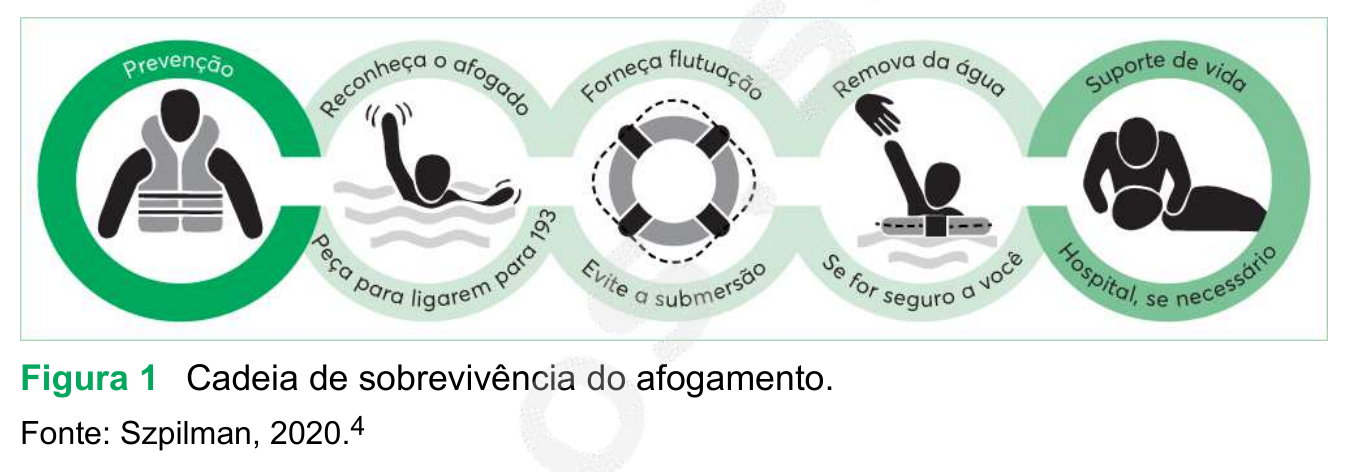 Prevenção
Reconheça o afogado
Peça para ligarem para 193
Forneça flutuação
Evite a submersão
Remova da água
Se for seguro a você
Suporte de vida
Hospital, se necessário
Figura 1 Cadeia de sobrevivência do afogamento.
Fonte: Szpilman, 2020.4